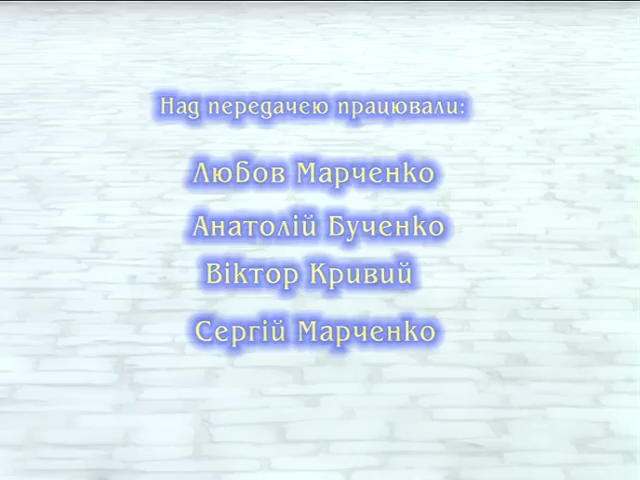 Над передачею працювали:
Любов Марченко
Анатолій Бученко
Віктор Кривий
Сергій Марченко